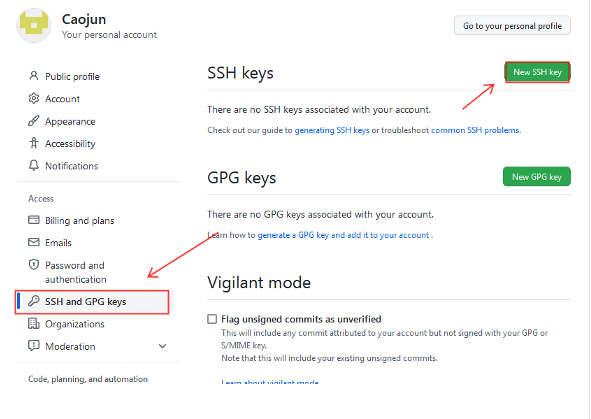 Caojun
Your personal account
Go to your personal profile
Public profile
Account
Appearance
Accessibility
Notifications
Access
Billing and plans
Emails
Password and
authentication
SSH and GPG keys
Organizations
Moderation
Code, planning, and automation
SSH keys
New SSH key
There are no SSH keys associated with your account.
Check out our guide to generating SSH keys or troubleshoot common SSH problems.
GPG keys
New GPG key
There are no GPG keys associated with your account.
Learn how to generate a GPG key and add it to your account .
Vigilant mode
Flag unsigned commits as unverified
This will include any commit attributed to your account but not signed with your GPG or
S/MIME key.
Note that this will include your existing unsigned commits.
Learn about vigilant mode